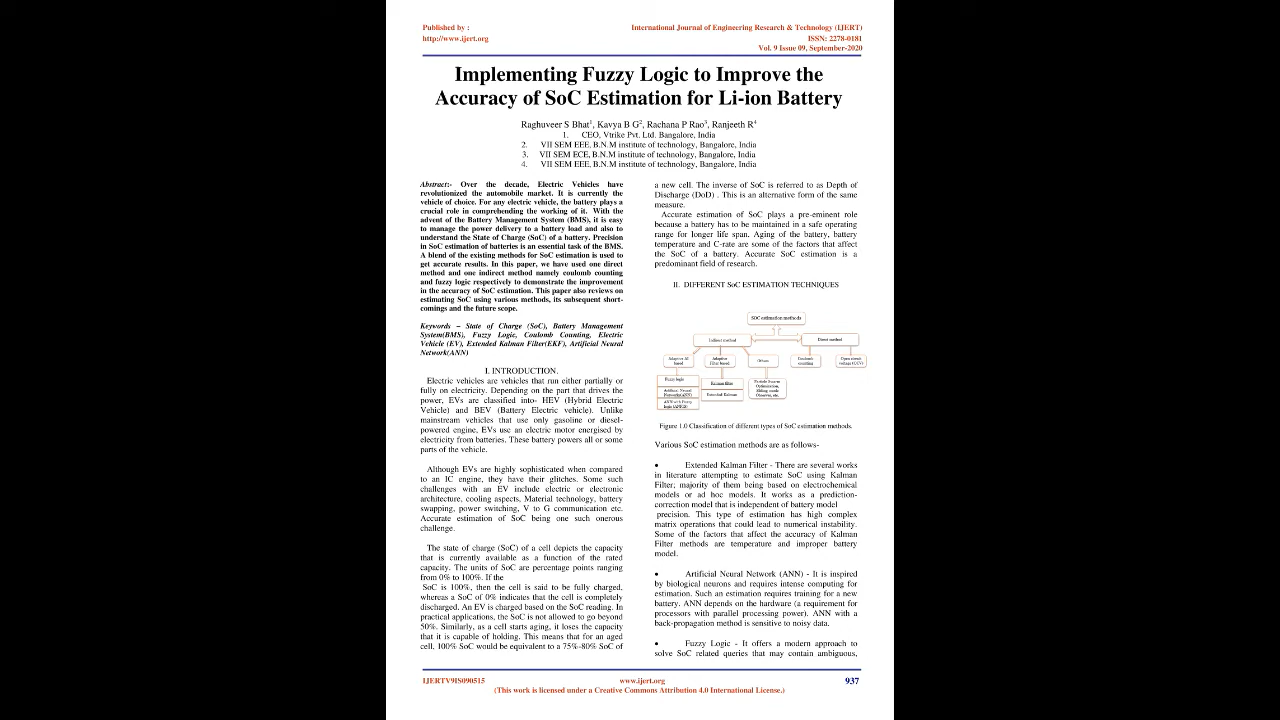 Published by :
International Journal of Engineering Research & Technology (IJERT)
http://www.ijert.org
ISSN: 2278-0181
Vol. 9 Issue 09, September-2020
Implementing Fuzzy Logic to Improve the
Accuracy of SoC Estimation for Li-ion Battery
Raghuveer S Bhat1, Kavya B G2, Rachana P Rao3, Ranjeeth R4
1. CEO, Vtrike Pvt. Ltd. Bangalore, India
2. VII SEM EEE, B.N.M institute of technology, Bangalore, India
3. VII SEM ECE, B.N.M institute of technology, Bangalore, India
4. VII SEM EEE, B.N.M institute of technology, Bangalore, India
Abstract:- Over the decade, Electric Vehicles have
revolutionized the automobile market. It is currently the
vehicle of choice. For any electric vehicle, the battery plays a
crucial role in comprehending the working of it. With the
advent of the Battery Management System (BMS), it is easy
to manage the power delivery to a battery load and also to
understand the State of Charge (SoC) of a battery. Precision
in SoC estimation of batteries is an essential task of the BMS.
A blend of the existing methods for SoC estimation is used to
get accurate results. In this paper, we have used one direct
method and one indirect method namely coulomb counting
and fuzzy logic respectively to demonstrate the improvement
in the accuracy of SoC estimation. This paper also reviews on
estimating SoC using various methods, its subsequent short-
comings and the future scope.
Keywords – State of Charge (SoC), Battery Management
System(BMS), Fuzzy Logic, Coulomb Counting, Electric
Vehicle (EV), Extended Kalman Filter(EKF), Artificial Neural
Network(ANN)
I. INTRODUCTION.
Electric vehicles are vehicles that run either partially or
fully on electricity. Depending on the part that drives the
power, EVs are classified into- HEV (Hybrid Electric
Vehicle) and BEV (Battery Electric vehicle). Unlike
mainstream vehicles that use only gasoline or diesel-
powered engine, EVs use an electric motor energised by
electricity from batteries. These battery powers all or some
parts of the vehicle.
Although EVs are highly sophisticated when compared
to an IC engine, they have their glitches. Some such
challenges with an EV include electric or electronic
architecture, cooling aspects, Material technology, battery
swapping, power switching, V to G communication etc.
Accurate estimation of SoC being one such onerous
challenge.
The state of charge (SoC) of a cell depicts the capacity
that is currently available as a function of the rated
capacity. The units of SoC are percentage points ranging
from 0% to 100%. If the
SoC is 100%, then the cell is said to be fully charged,
whereas a SoC of 0% indicates that the cell is completely
discharged. An EV is charged based on the SoC reading. In
practical applications, the SoC is not allowed to go beyond
50%. Similarly, as a cell starts aging, it loses the capacity
that it is capable of holding. This means that for an aged
cell, 100% SoC would be equivalent to a 75%-80% SoC of
a new cell. The inverse of SoC is referred to as Depth of
Discharge (DoD) . This is an alternative form of the same
measure.
Accurate estimation of SoC plays a pre-eminent role
because a battery has to be maintained in a safe operating
range for longer life span. Aging of the battery, battery
temperature and C-rate are some of the factors that affect
the SoC of a battery. Accurate SoC estimation is a
predominant field of research.
II. DIFFERENT SoC ESTIMATION TECHNIQUES
SOC estimation methods
Indirect method
Direct method
Adaptive AI
based
Adaptive
Filter based
Others
Coulomb
counting
Open circuit
voltage (OCV)
Fuzzy logic
Artificial Neural
Networks(ANN)
ANN with Fuzzy
logic (ANFIS)
Kalman filter
Extended Kalman
Particle Swarm
Optimization,
Sliding mode
Observer, etc.
Figure 1.0 Classification of different types of SoC estimation methods.
Various SoC estimation methods are as follows-
• Extended Kalman Filter - There are several works
in literature attempting to estimate SoC using Kalman
Filter; majority of them being based on electrochemical
models or ad hoc models. It works as a prediction-
correction model that is independent of battery model
precision. This type of estimation has high complex
matrix operations that could lead to numerical instability.
Some of the factors that affect the accuracy of Kalman
Filter methods are temperature and improper battery
model.
• Artificial Neural Network (ANN) - It is inspired
by biological neurons and requires intense computing for
estimation. Such an estimation requires training for a new
battery. ANN depends on the hardware (a requirement for
processors with parallel processing power). ANN with a
back-propagation method is sensitive to noisy data.
• Fuzzy Logic - It offers a modern approach to
solve SoC related queries that may contain ambiguous,
IJERTV9IS090515
www.ijert.org
937
(This work is licensed under a Creative Commons Attribution 4.0 International License.)